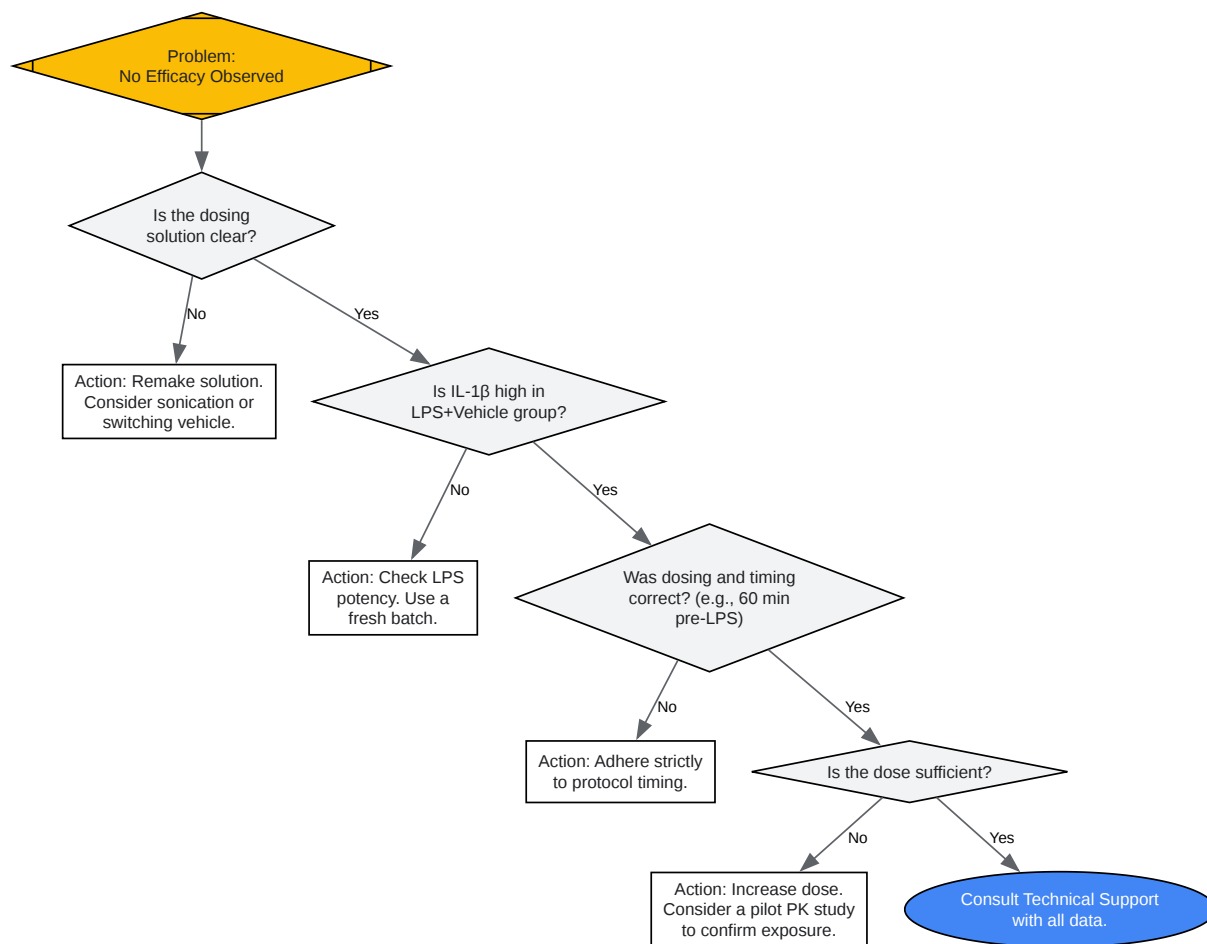 Problem:
No Efficacy Observed
Is the dosing
solution clear?
No
Yes
Action: Remake solution.
Consider sonication or
switching vehicle.
Is IL-1β high in
LPS+Vehicle group?
No
Yes
Action: Check LPS
potency. Use a
fresh batch.
Was dosing and timing
correct? (e.g., 60 min
pre-LPS)
No
Yes
Action: Adhere strictly
to protocol timing.
Is the dose sufficient?
No
Yes
Action: Increase dose.
Consider a pilot PK study
to confirm exposure.
Consult Technical Support
with all data.